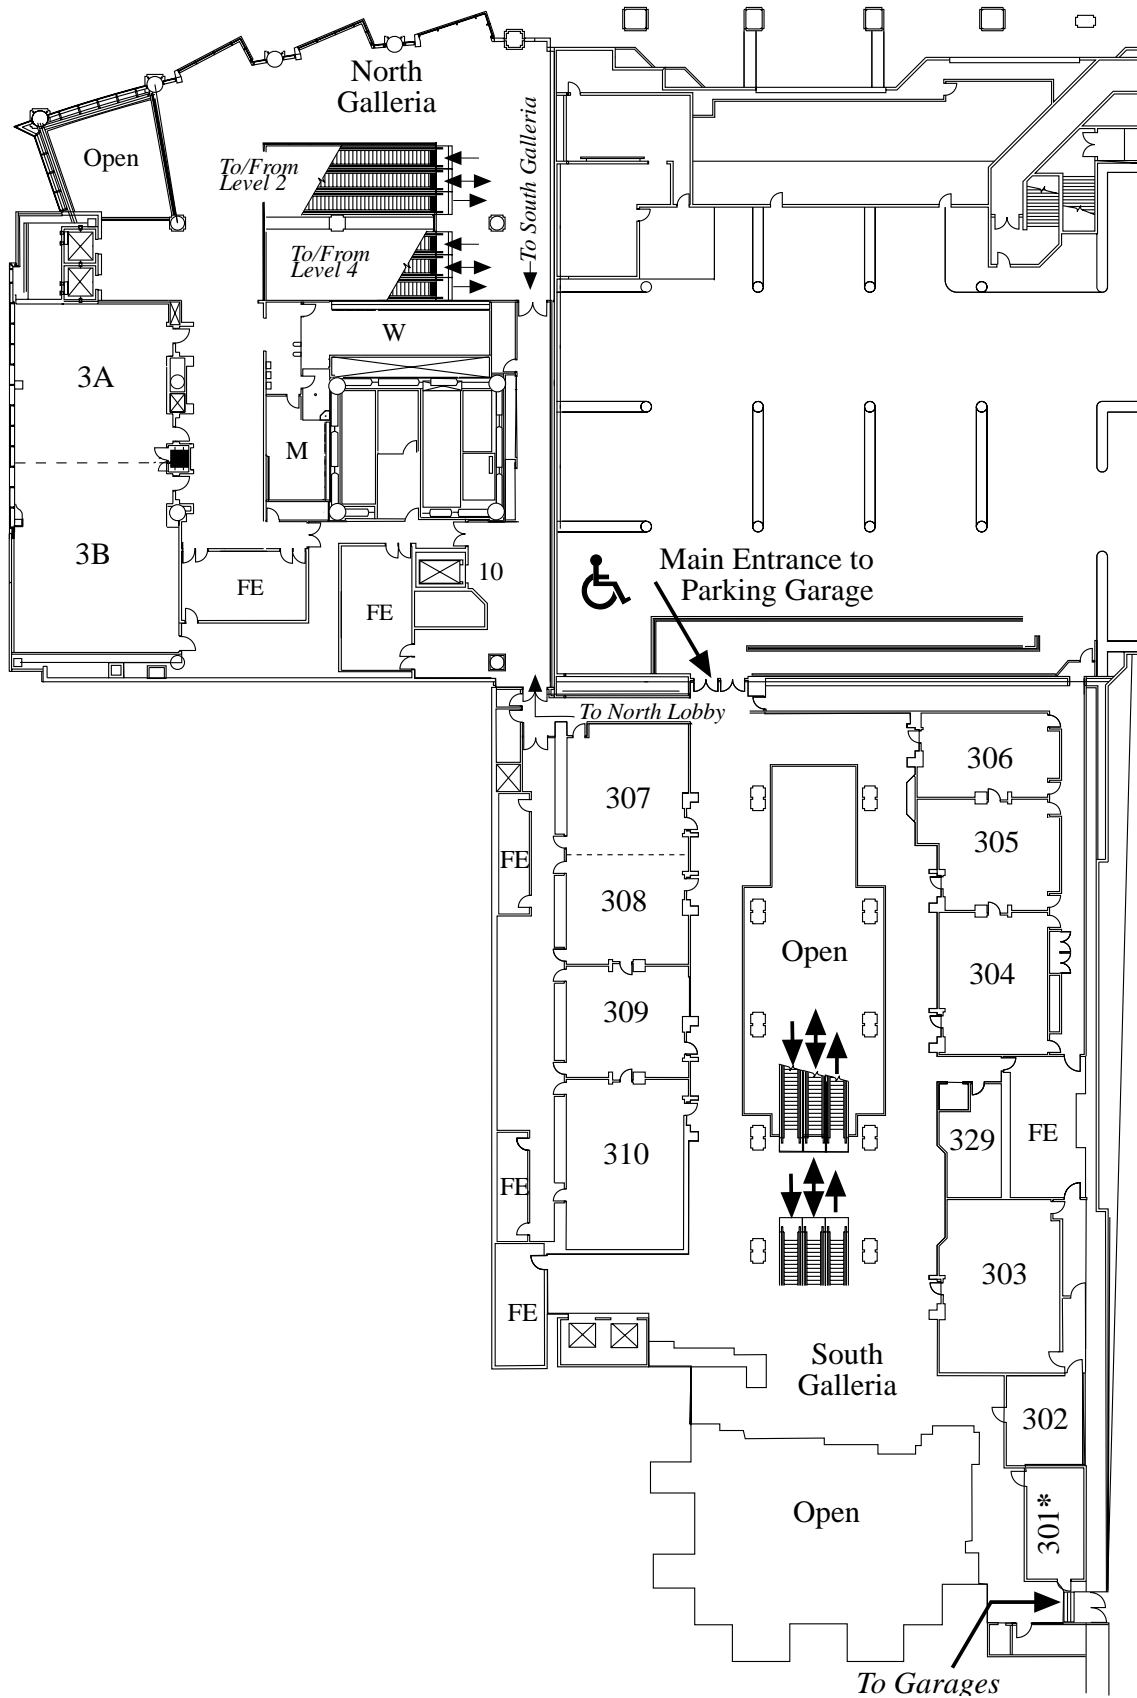 North
Galleria
Open
To/From
Level 2
To South Galleria
To/From
Level 4
W
3A
M
3B
10
FE
FE
Main Entrance to
Parking Garage
To North Lobby
306
307
305
FE
308
Open
304
309
329
FE
310
FE
303
FE
South
Galleria
302
Open
301*
To Garages